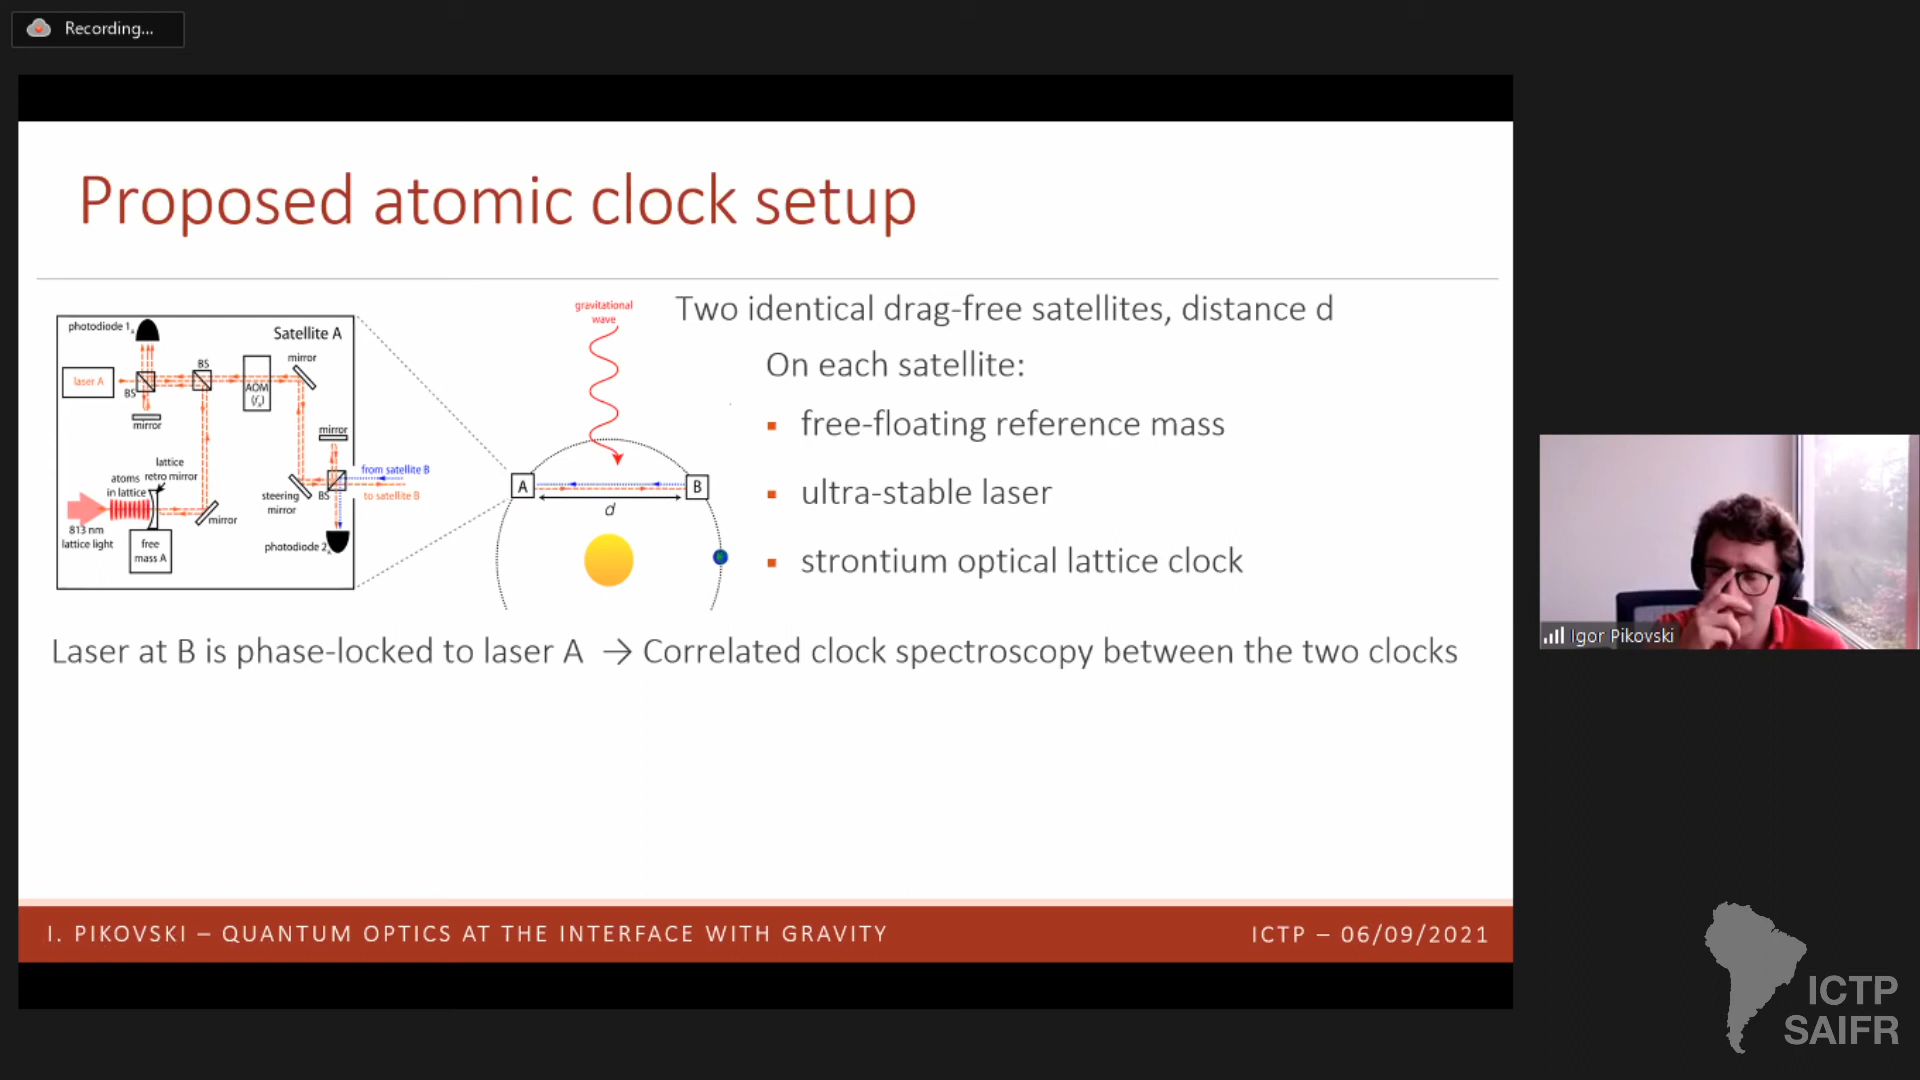 Recording...
Proposed atomic clock setup
gravitational
wave
Two identical drag-free satellites, distance d
On each satellite:
▪ free-floating reference mass
▪ ultra-stable laser
▪ strontium optical lattice clock
photodiode 1A
Satellite A
laser A
BS
BS
AOM
(fA)
mirror
mirror
mirror
lattice
retro mirror
atoms
in lattice
steering
mirror
BS
from satellite B
to satellite B
mirror
813 nm
lattice light
free
mass A
photodiode 2A
A
B
d
Laser at B is phase-locked to laser A → Correlated clock spectroscopy between the two clocks
I. PIKOVSKI – QUANTUM OPTICS AT THE INTERFACE WITH GRAVITY
ICTP – 06/09/2021
Igor Pikovski
ICTP
SAIFR